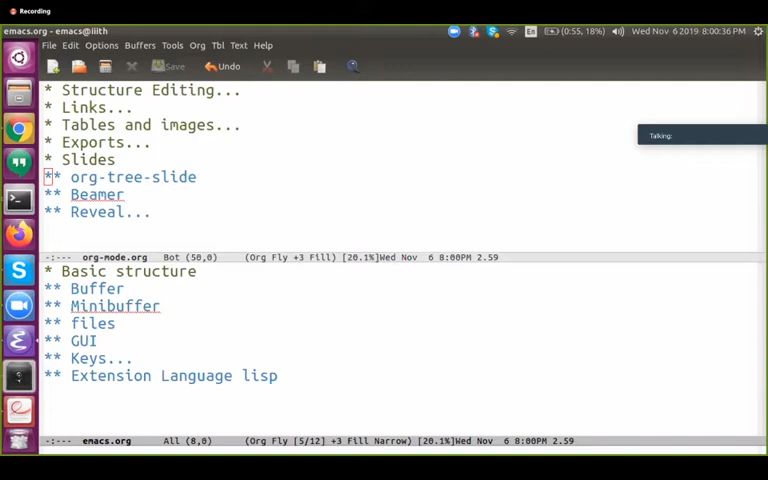 Recording
emacs.org - emacs@iiith
En (0:55, 18%) Wed Nov 6 2019 8:00:36 PM
File Edit Options Buffers Tools Org Tbl Text Help
Save Undo
* Structure Editing...
* Links...
* Tables and images...
Talking:
* Exports...
* Slides
** org-tree-slide
** Beamer
** Reveal...
-:--- org-mode.org Bot (50,0) (Org Fly +3 Fill) [20.1%]Wed Nov 6 8:00PM 2.59
* Basic structure
** Buffer
** Minibuffer
** files
** GUI
** Keys...
** Extension Language lisp
-:--- emacs.org All (8,0) (Org Fly [5/12] +3 Fill Narrow) [20.1%]Wed Nov 6 8:00PM 2.59